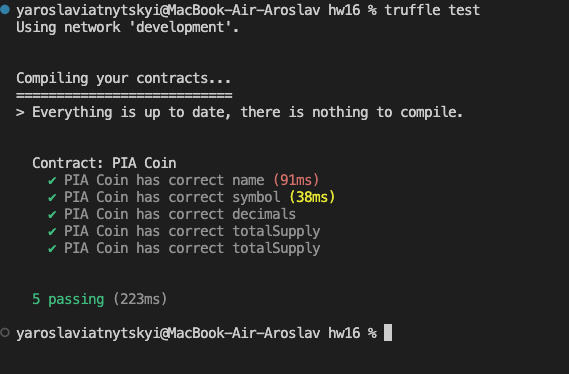 yaroslaviatnytskyi@MacBook-Air-Aroslav hw16 % truffle test
Using network 'development'.
Compiling your contracts...
===========================
> Everything is up to date, there is nothing to compile.
Contract: PIA Coin
✔ PIA Coin has correct name (91ms)
✔ PIA Coin has correct symbol (38ms)
✔ PIA Coin has correct decimals
✔ PIA Coin has correct totalSupply
✔ PIA Coin has correct totalSupply
5 passing (223ms)
yaroslaviatnytskyi@MacBook-Air-Aroslav hw16 %